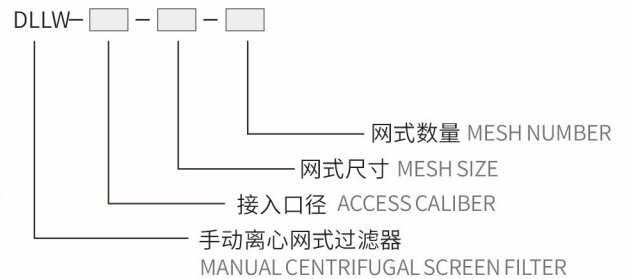 DLLW- - -
网式数量 MESH NUMBER
网式尺寸 MESH SIZE
接入口径 ACCESS CALIBER
手动离心网式过滤器
MANUAL CENTRIFUGAL SCREEN FILTER